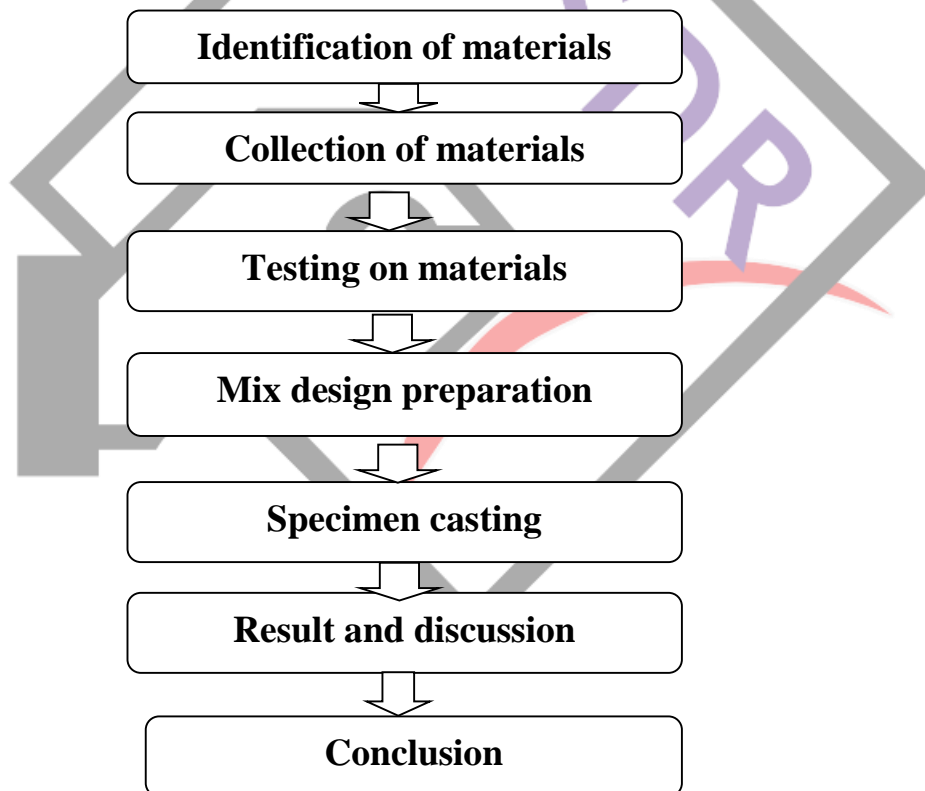 Identification of materials
Collection of materials
Testing on materials
Mix design preparation
Specimen casting
Result and discussion
Conclusion